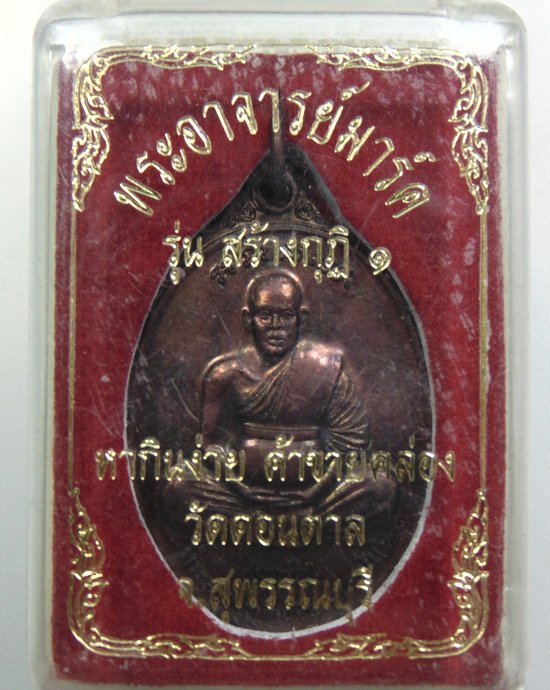 พระอาจารย์มาร์ค
รุ่น สร้างกุฏิ ๑
หากินง่าย ค้าขายคล่อง
วัดดอนตาล
จ.สุพรรณบุรี